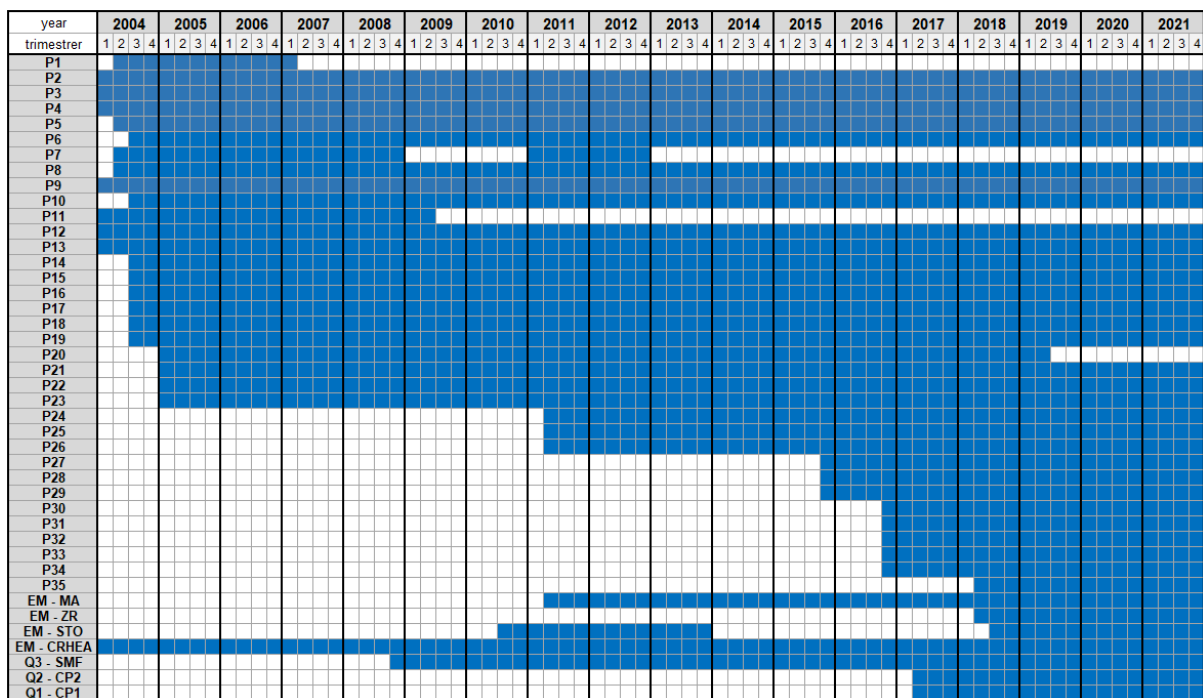 year 2004 2005 2006 2007 2008 2009 2010 2011 2012 2013 2014 2015 2016 2017 2018 2019 2020 2021
trimestrer 1 2 3 4 1 2 3 4 1 2 3 4 1 2 3 4 1 2 3 4 1 2 3 4 1 2 3 4 1 2 3 4 1 2 3 4 1 2 3 4 1 2 3 4 1 2 3 4 1 2 3 4 1 2 3 4 1 2 3 4 1 2 3 4 1 2 3 4 1 2 3 4
P1
P2
P3
P4
P5
P6
P7
P8
P9
P10
P11
P12
P13
P14
P15
P16
P17
P18
P19
P20
P21
P22
P23
P24
P25
P26
P27
P28
P29
P30
P31
P32
P33
P34
P35
EM - MA
EM - ZR
EM - STO
EM - CRHEA
Q3 - SMF
Q2 - CP2
Q1 - CP1